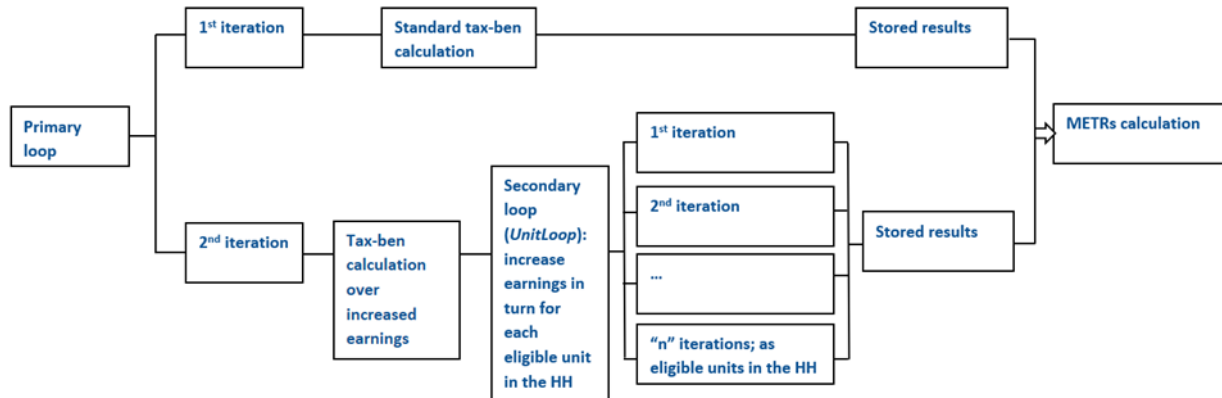 Primary
loop
1st iteration
Standard tax-ben
calculation
Stored results
2nd iteration
Tax-ben
calculation
over
increased
earnings
Secondary
loop
(UnitLoop):
increase
earnings in
turn for
each
eligible unit
in the HH
1st iteration
2nd iteration
...
“n” iterations; as
eligible units in the HH
Stored results
METRs calculation